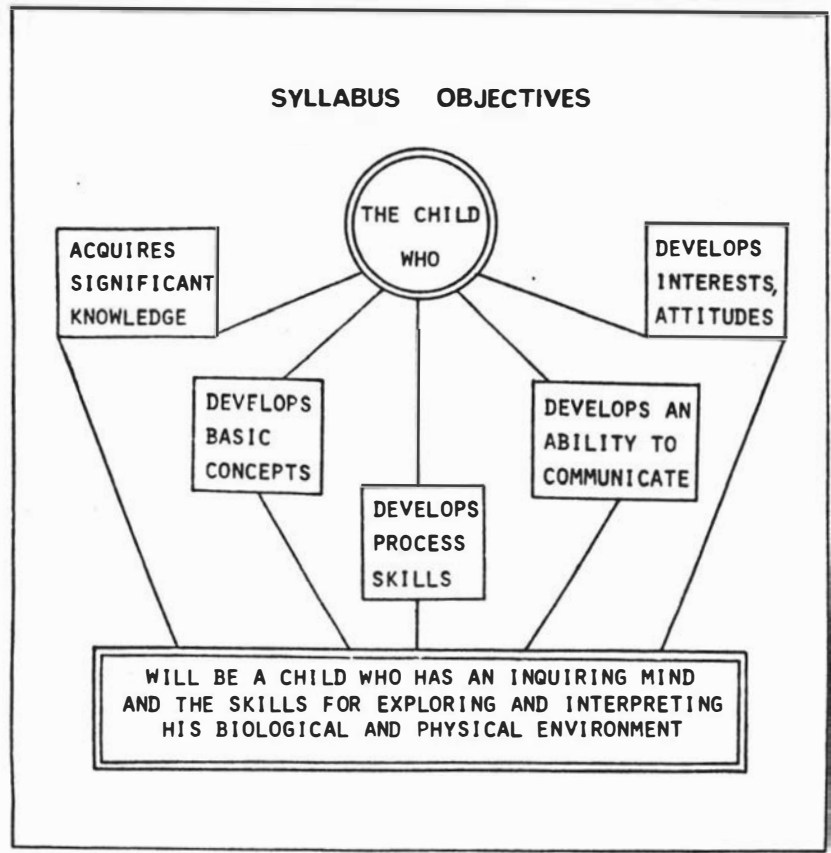 SYLLABUS OBJECTIVES
THE CHILD
WHO
ACQUIRES
SIGNIFICANT
KNOWLEDGE
DEVELOPS
INTERESTS,
ATTITUDES
DEVELOPS
BASIC
CONCEPTS
DEVELOPS AN
ABILITY TO
COMMUNICATE
DEVELOPS
PROCESS
SKILLS
WILL BE A CHILD WHO HAS AN INQUIRING MIND
AND THE SKILLS FOR EXPLORING AND INTERPRETING
HIS BIOLOGICAL AND PHYSICAL ENVIRONMENT